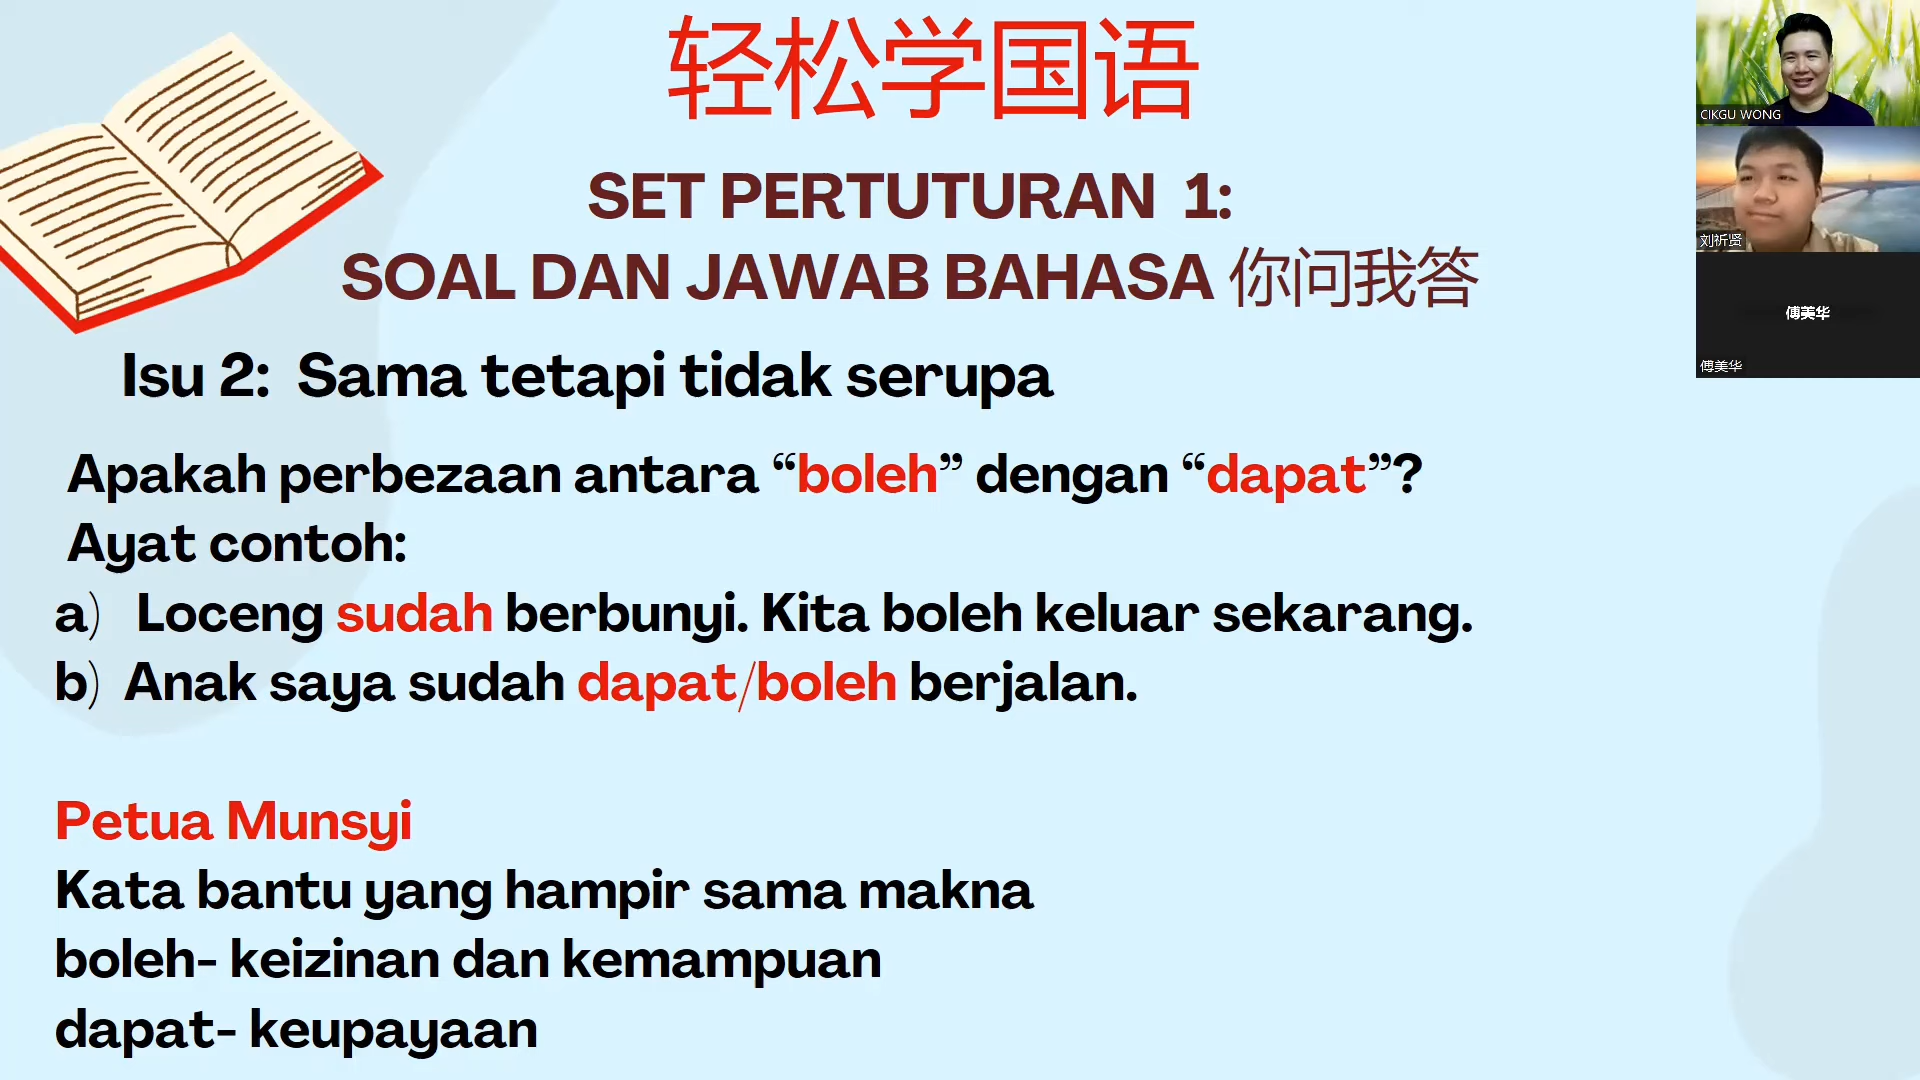 轻松学国语
SET PERTUTURAN 1:
SOAL DAN JAWAB BAHASA 你问我答
Isu 2: Sama tetapi tidak serupa
Apakah perbezaan antara “boleh” dengan “dapat”?
Ayat contoh:
a) Loceng sudah berbunyi. Kita boleh keluar sekarang.
b) Anak saya sudah dapat/boleh berjalan.
Petua Munsyi
Kata bantu yang hampir sama makna
boleh- keizinan dan kemampuan
dapat- keupayaan
CIKGU WONG
刘祈贤
傅美华
傅美华